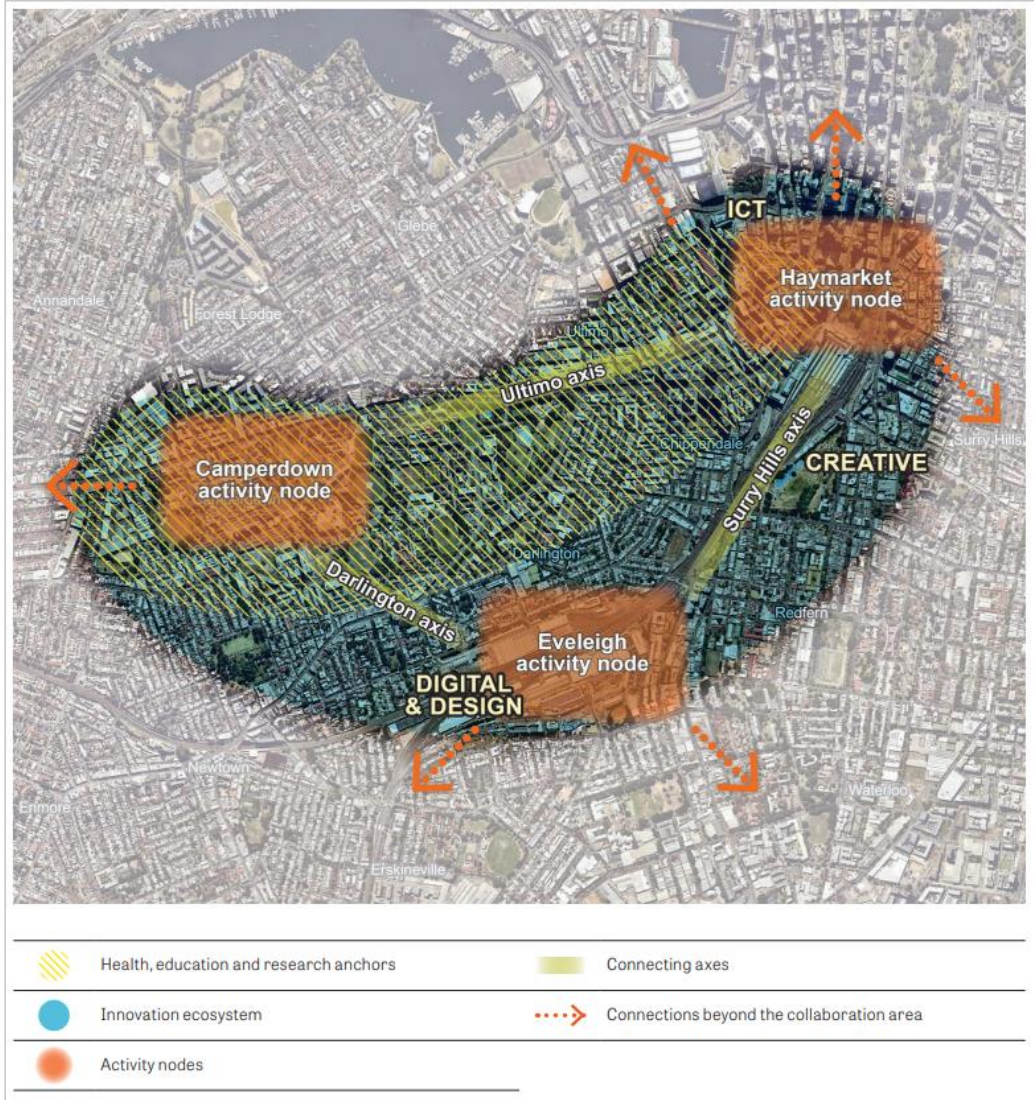 ICT
Haymarket
activity node
Glebe
Annandale
Forest Lodge
Ultimo
Ultimo axis
Surry Hills
Chippendale
Surry Hills axis
CREATIVE
Camperdown
activity node
Darlington
Darlington axis
Redfern
Eveleigh
activity node
DIGITAL
& DESIGN
Newtown
Waterloo
Enmore
Erskineville
Health, education and research anchors
Connecting axes
Innovation ecosystem
Connections beyond the collaboration area
Activity nodes